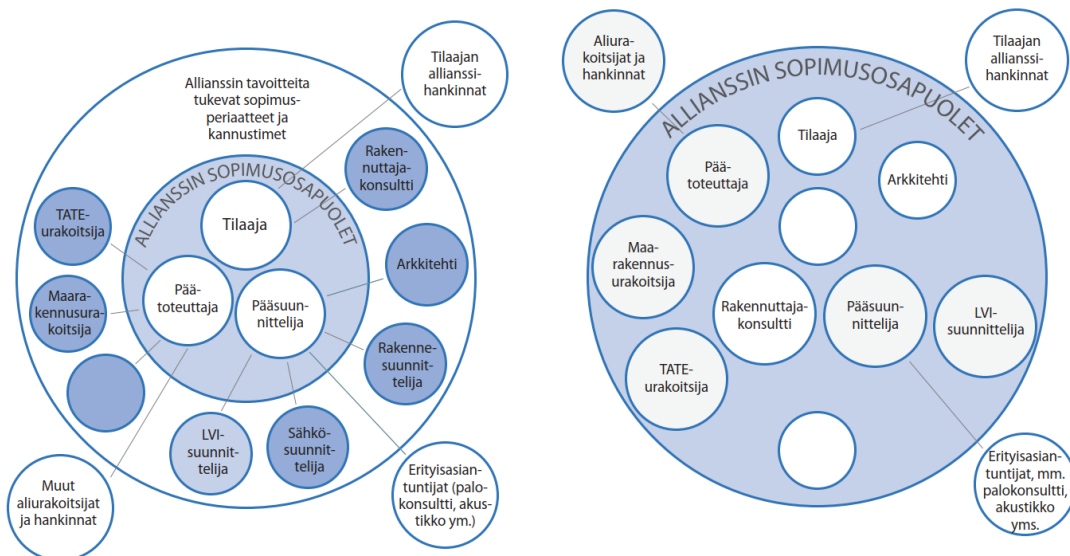 Tilaajan
allianssi-
hankinnat
Allianssin tavoitteita
tukevat sopimus-
periaatteet ja
kannustimet
Raken-
nuttaja-
konsultti
ALLIANSSIN SOPIMUSOSAPUOLET
Tilaaja
TATE-
urakoitsija
Arkkitehti
Maara-
kennusura-
koitsija
Pää-
toteuttaja
Pääsuun-
nittelija
Rakenne-
suunnit-
telija
LVI-
suunnit-
telija
Sähkö-
suunnit-
telija
Muut
aliurakoitsijat
ja hankinnat
Erityisasian-
tuntijat (palo-
konsultti, akus-
tikko ym.)
Aliura-
koitsijat ja
hankinnat
Tilaajan
allianssi-
hankinnat
ALLIANSSIN SOPIMUSOSAPUOLET
Tilaaja
Pää-
toteuttaja
Arkkitehti
Maa-
rakennus-
urakoitsija
Rakennuttaja-
konsultti
Pääsuun-
nittelija
LVI-
suunnittelija
TATE-
urakoitsija
Erityisasian-
tuntijat, mm.
palokonsultti,
akustikko
yms.